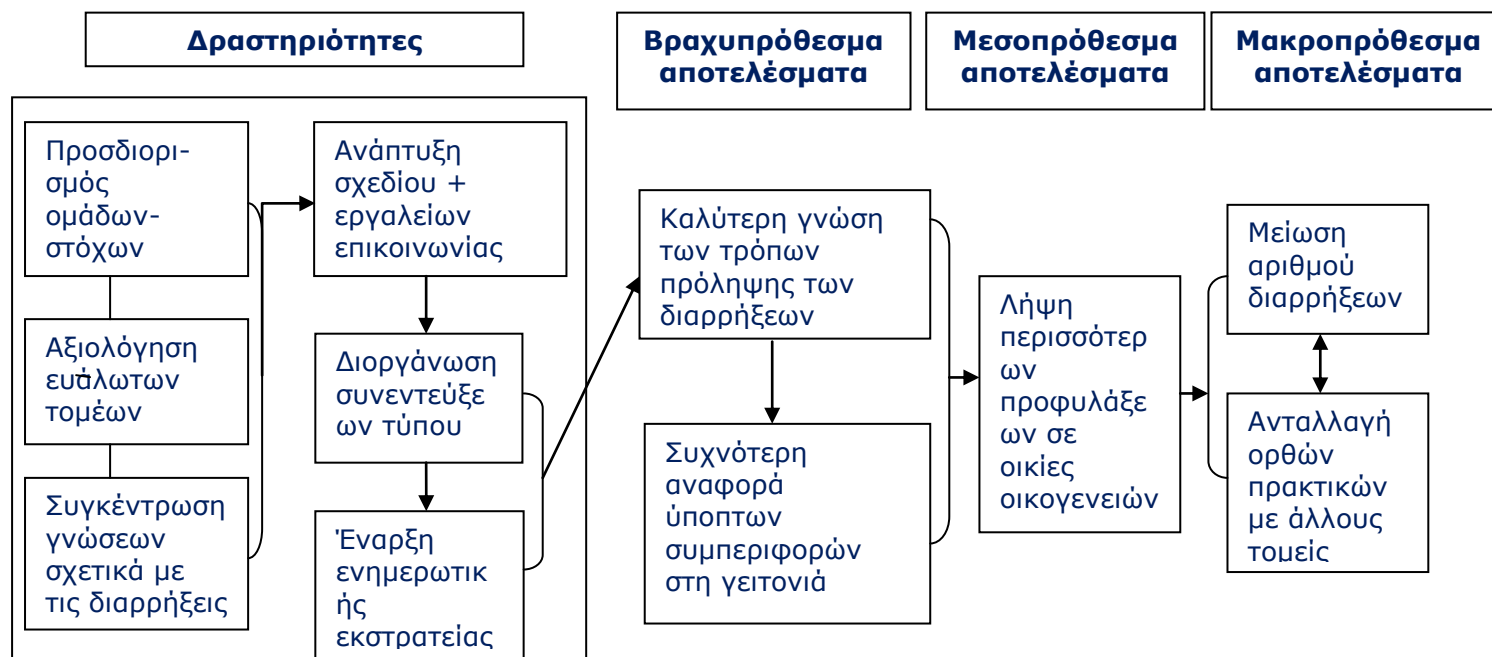 Δραστηριότητες
Βραχυπρόθεσμα
αποτελέσματα
Μεσοπρόθεσμα
αποτελέσματα
Μακροπρόθεσμα
αποτελέσματα
Προσδιορι-
σμός
ομάδων-
στόχων
Αξιολόγηση
ευάλωτων
τομέων
Συγκέντρωση
γνώσεων
σχετικά με
τις διαρρήξεις
Ανάπτυξη
σχεδίου +
εργαλείων
επικοινωνίας
Διοργάνωση
συνεντεύξε
ων τύπου
Έναρξη
ενημερωτικ
ής
εκστρατείας
Καλύτερη γνώση
των τρόπων
πρόληψης των
διαρρήξεων
Συχνότερη
αναφορά
ύποπτων
συμπεριφορών
στη γειτονιά
Λήψη
περισσότερ
ων
προφυλάξε
ων σε
οικίες
οικογενειών
Μείωση
αριθμού
διαρρήξεων
Ανταλλαγή
ορθών
πρακτικών
με άλλους
τομείς